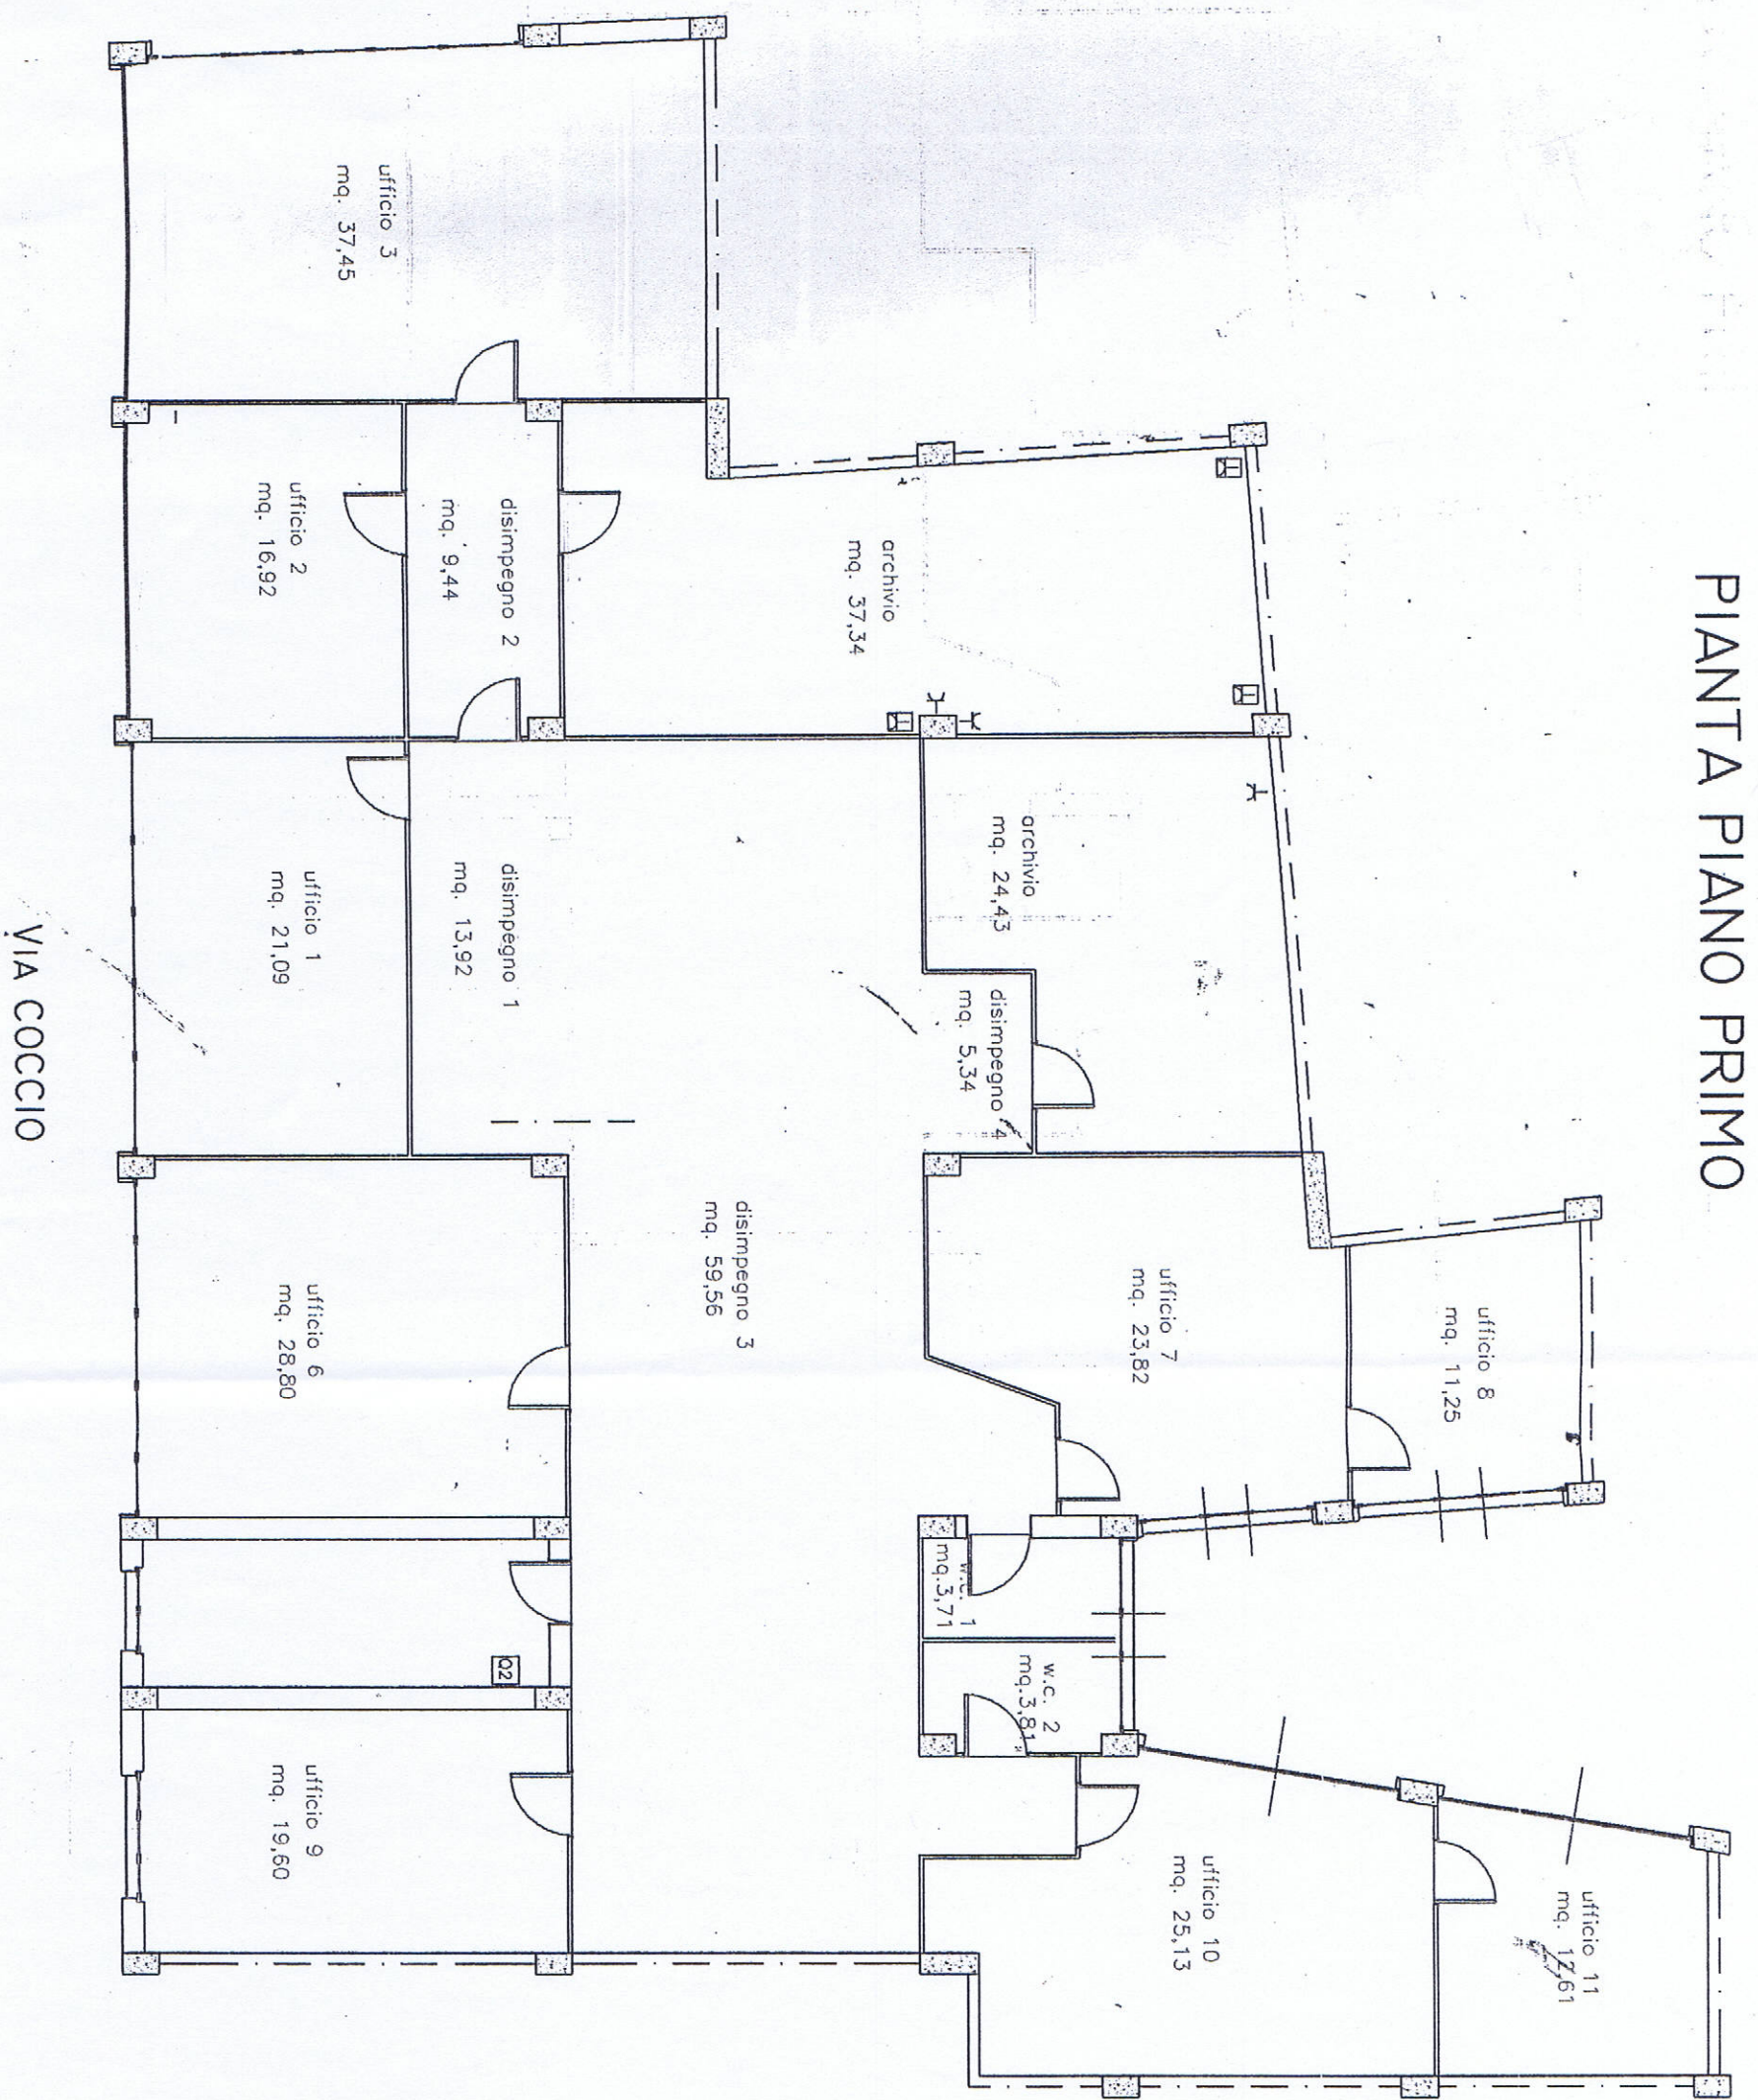 PIANTA PIANO PRIMO
ufficio 3
mq. 37,45
ufficio 2
mq. 16,92
disimpegno 2
mq. 9,44
archivio
mq. 37,34
archivio
mq. 24,43
disimpegno 4
mq. 5,34
disimpegno 1
mq. 13,92
ufficio 1
mq. 21,09
disimpegno 3
mq. 59,56
ufficio 6
mq. 28,80
ufficio 7
mq. 23,82
ufficio 8
mq. 11,25
w.c. 1
mq.3,71
w.c. 2
mq.3,81
Q2
ufficio 9
mq. 19,60
ufficio 10
mq. 25,13
ufficio 11
mq. 12,61
VIA COCCIO